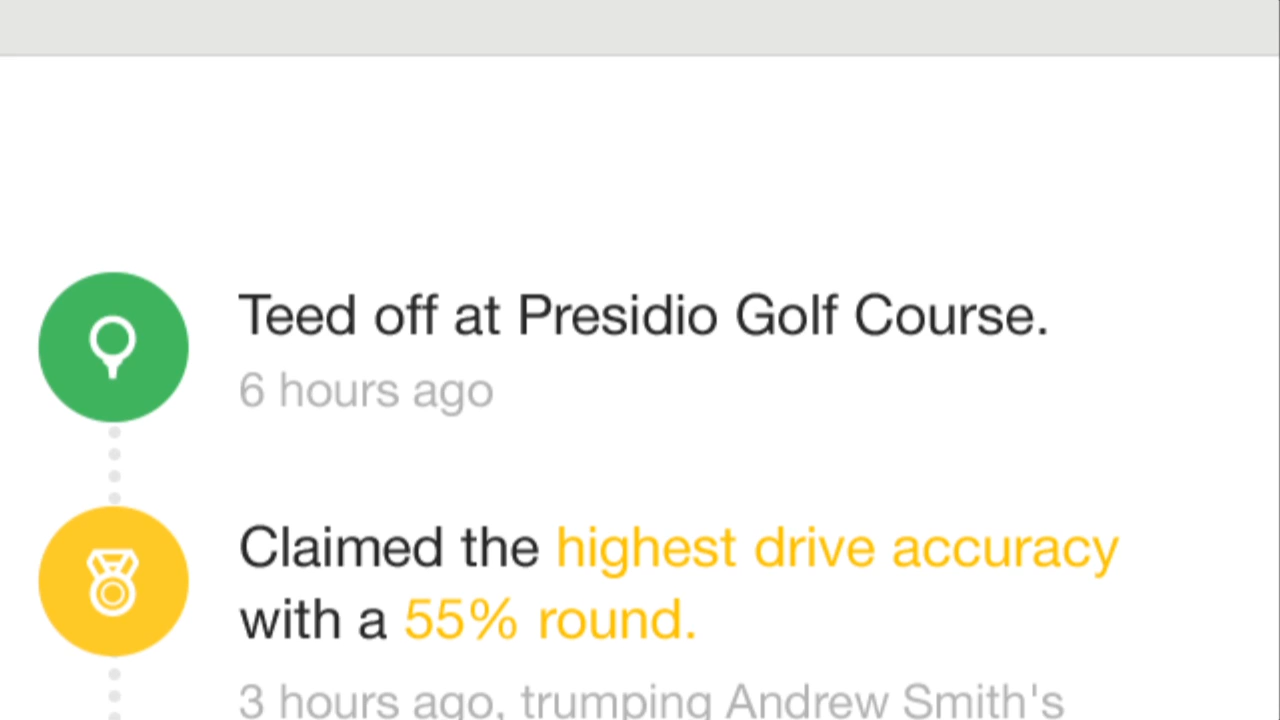 Teed off at Presidio Golf Course.
6 hours ago
Claimed the highest drive accuracy
with a 55% round.
3 hours ago, trumping Andrew Smith's